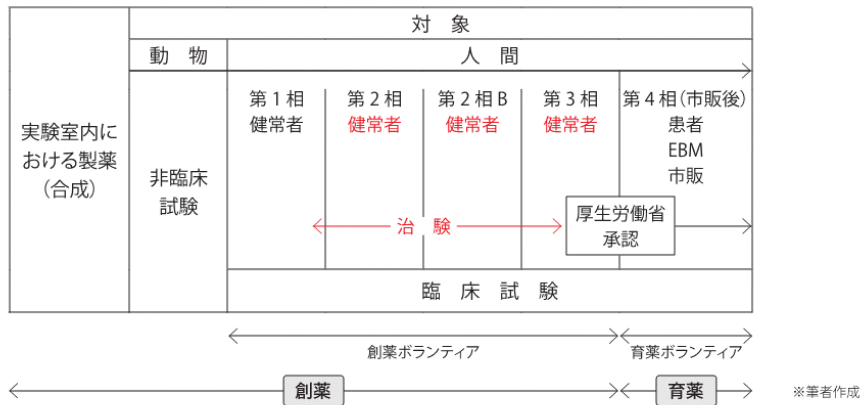 対 象
動 物
人 間
実験室内に
おける製薬
（合成）
非臨床
試験
第 1 相
健常者
第 2 相
健常者
第 2 相 B
健常者
第 3 相
健常者
第 4 相（市販後）
患者
EBM
市販
治 験
厚生労働省
承認
臨 床 試 験
創薬ボランティア
育薬ボランティア
創薬
育薬
※筆者作成